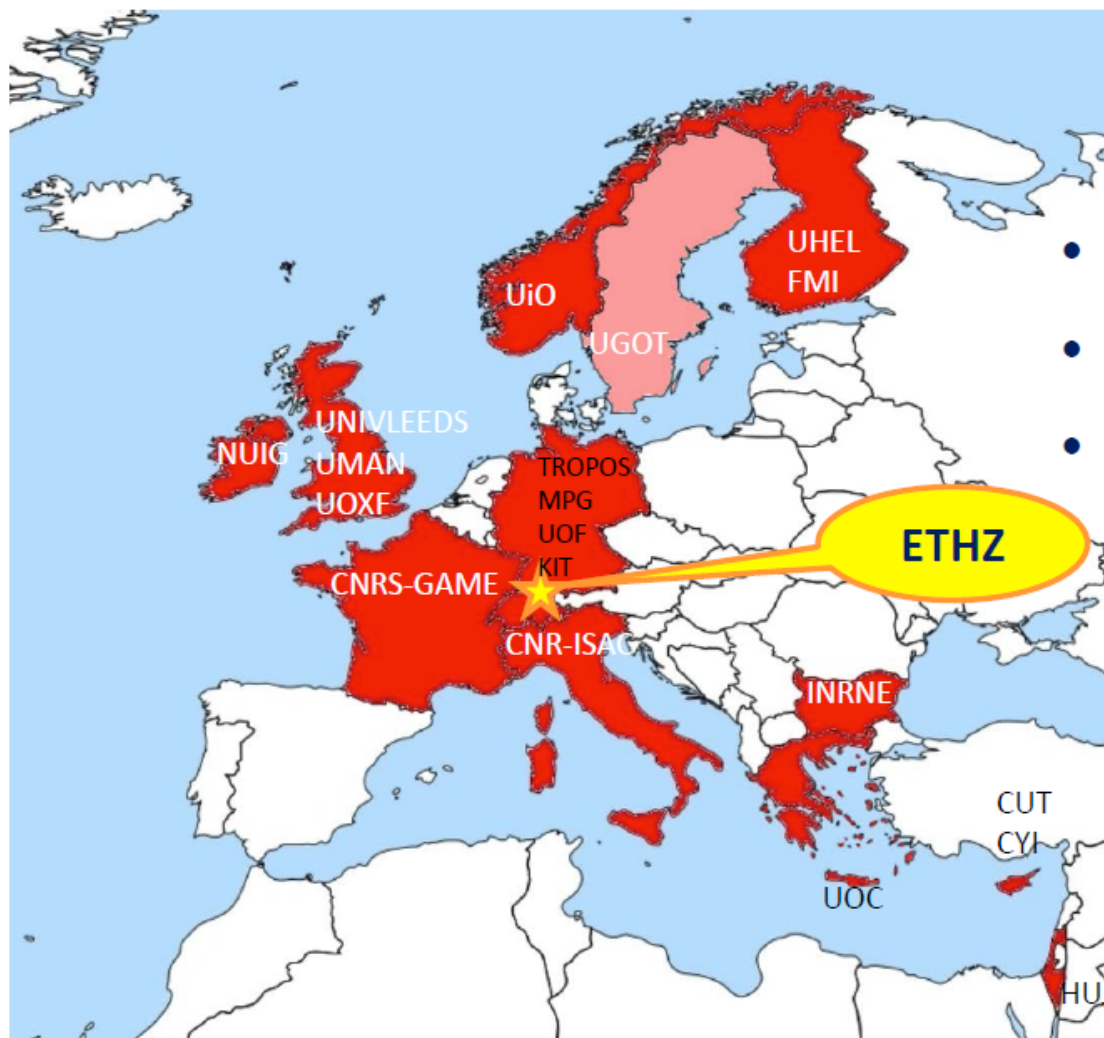 UHEL
FMI
UiO
UGOT
UNIVLEEDS
UMAN
UOXF
NUIG
TROPOS
MPG
UOF
KIT
ETHZ
CNRS-GAME
CNR-ISAC
INRNE
CUT
CYI
UOC
HU